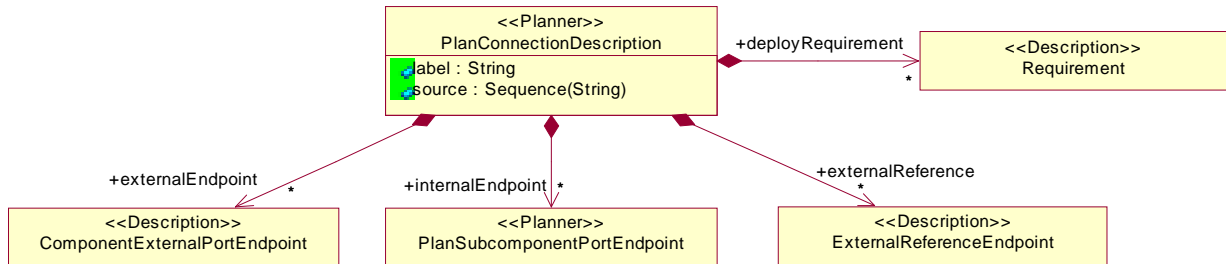 <<Planner>>
PlanConnectionDescription
label : String
source : Sequence(String)
+deployRequirement
*
<<Description>>
Requirement
+externalEndpoint
*
+internalEndpoint
*
+externalReference
*
<<Description>>
ComponentExternalPortEndpoint
<<Planner>>
PlanSubcomponentPortEndpoint
<<Description>>
ExternalReferenceEndpoint